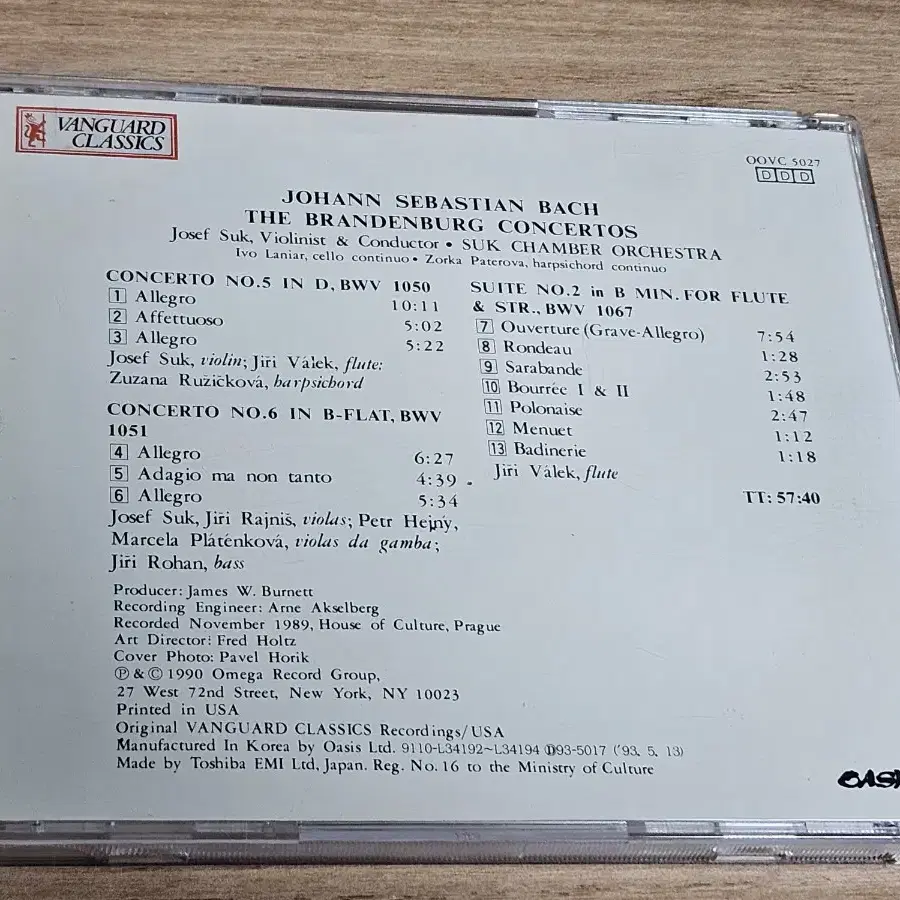 VANGUARD
CLASSICS
OOVC 5027
DDD
JOHANN SEBASTIAN BACH
THE BRANDENBURG CONCERTOS
Josef Suk, Violinist & Conductor • SUK CHAMBER ORCHESTRA
Ivo Laniar, cello continuo • Zorka Paterova, harpsichord continuo
CONCERTO NO.5 IN D, BWV 1050
1 Allegro 10:11
2 Affettuoso 5:02
3 Allegro 5:22
Josef Suk, violin; Jiři Válek, flute;
Zuzana Ružičková, harpsichord
CONCERTO NO.6 IN B-FLAT, BWV
1051
4 Allegro 6:27
5 Adagio ma non tanto 4:39
6 Allegro 5:34
Josef Suk, Jiři Rajniš, violas; Petr Hejný,
Marcela Pláténková, violas da gamba;
Jiři Rohan, bass
SUITE NO.2 in B MIN. FOR FLUTE
& STR., BWV 1067
7 Ouverture (Grave-Allegro) 7:54
8 Rondeau 1:28
9 Sarabande 2:53
10 Bourrée I & II 1:48
11 Polonaise 2:47
12 Menuet 1:12
13 Badinerie 1:18
Jiři Válek, flute
TT: 57:40
Producer: James W. Burnett
Recording Engineer: Arne Akselberg
Recorded November 1989, House of Culture, Prague
Art Director: Fred Holtz
Cover Photo: Pavel Horik
℗ & © 1990 Omega Record Group,
27 West 72nd Street, New York, NY 10023
Printed in USA
Original VANGUARD CLASSICS Recordings/USA
Manufactured In Korea by Oasis Ltd. 9110-L34192~L34194 Ⓓ93-5017 ('93. 5. 13)
Made by Toshiba EMI Ltd, Japan. Reg. No. 16 to the Ministry of Culture